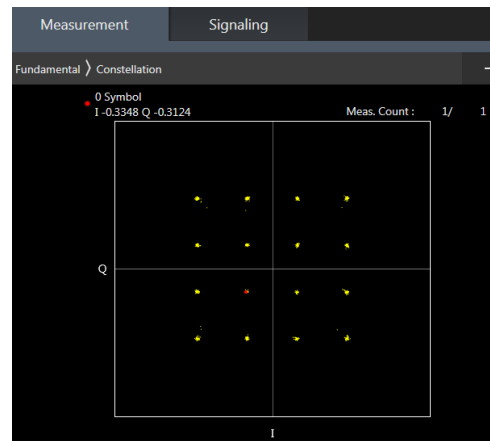 Measurement Signaling
Fundamental 〉 Constellation
0 Symbol
I -0.3348 Q -0.3124 Meas. Count : 1/ 1
Q
I